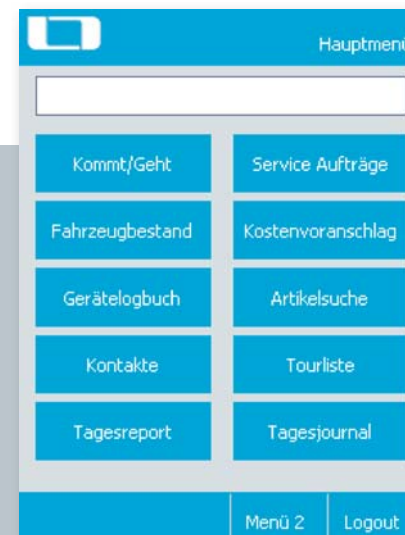 Hauptmenü
Kommt/Geht Service Aufträge
Fahrzeugbestand Kostenvoranschlag
Gerätelogbuch Artikelsuche
Kontakte Tourliste
Tagesreport Tagesjournal
Menü 2 Logout